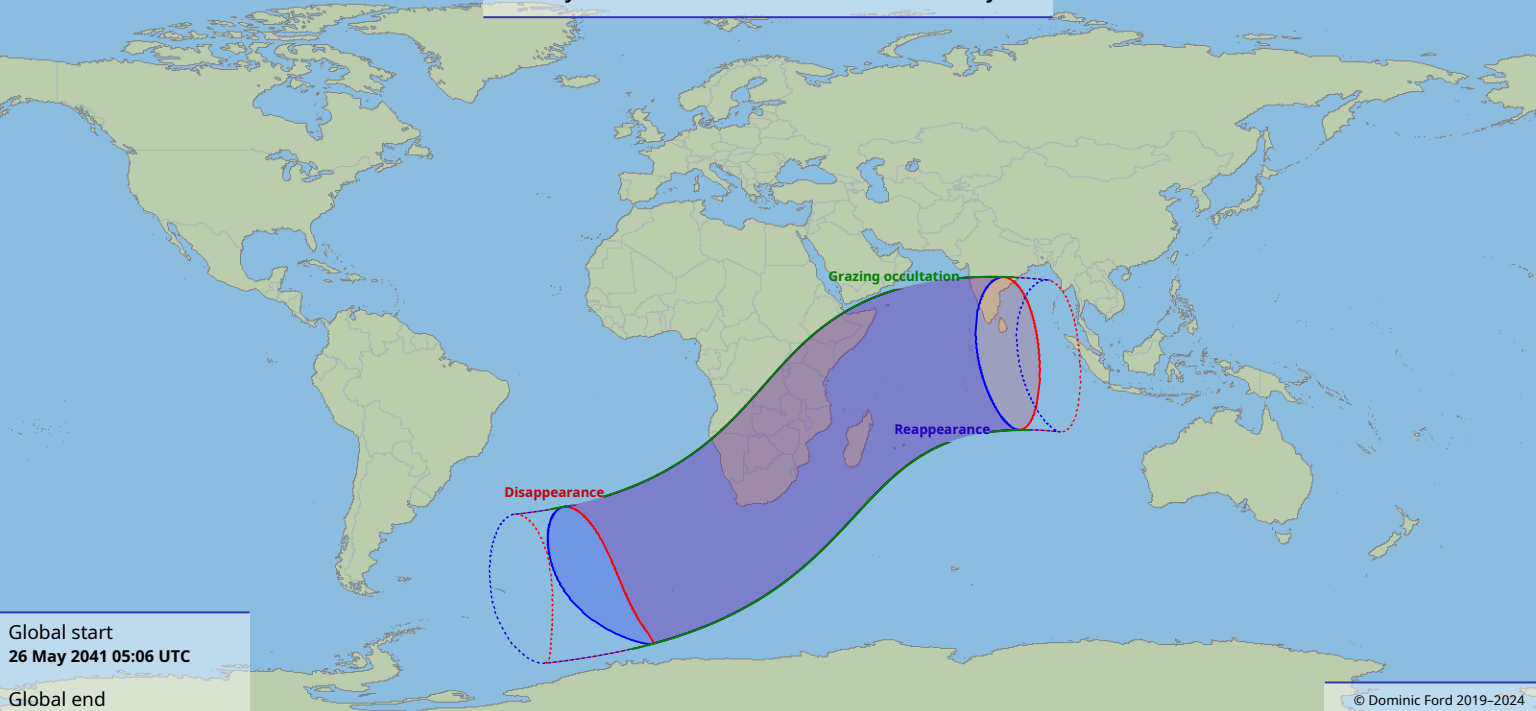 Grazing occultation
Reappearance
Disappearance
Global start
26 May 2041 05:06 UTC
Global end
© Dominic Ford 2019–2024